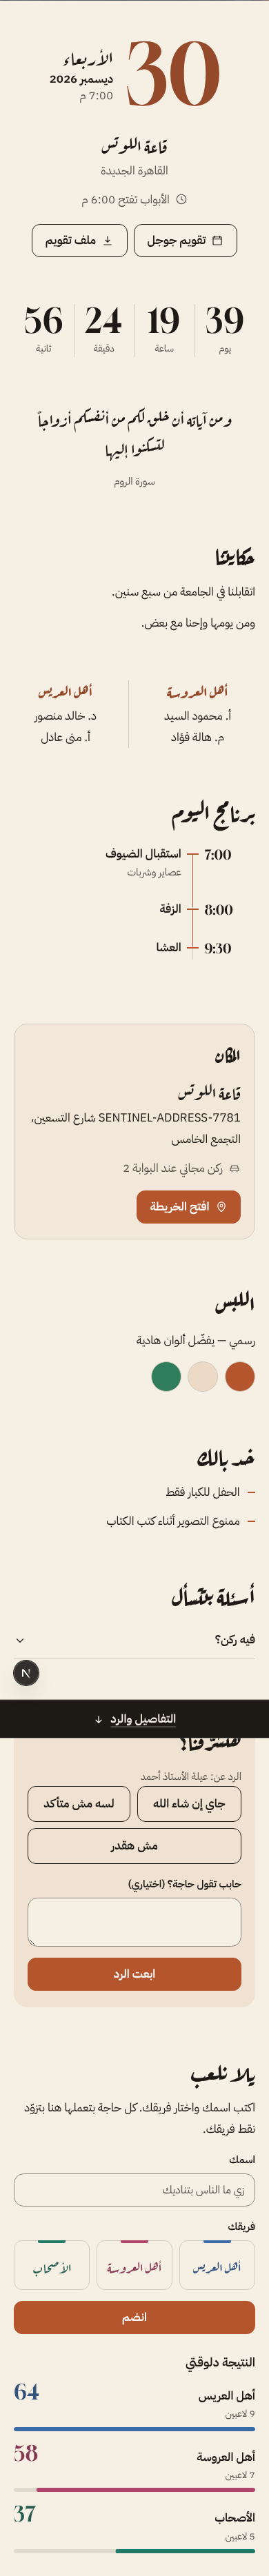 30
الأربعاء
ديسمبر 2026
7:00 م
قاعة اللوتس
القاهرة الجديدة
الأبواب تفتح 6:00 م
تقويم جوجل
ملف تقويم
39 19 24 56
يوم ساعة دقيقة ثانية
ومن آياته أن خلق لكم من أنفسكم أزواجاً
لتسكنوا إليها
سورة الروم
حكايتنا
اتقابلنا في الجامعة من سبع سنين.
ومن يومها وإحنا مع بعض.
أهل العروسة
أ. محمود السيد
م. هالة فؤاد
أهل العريس
د. خالد منصور
أ. منى عادل
برنامج اليوم
7:00 استقبال الضيوف
عصاير وشربات
8:00 الزفة
9:30 العشا
المكان
قاعة اللوتس
SENTINEL-ADDRESS-7781 شارع التسعين،
التجمع الخامس
ركن مجاني عند البوابة 2
افتح الخريطة
اللبس
رسمي — يفضّل ألوان هادية
خد بالك
الحفل للكبار فقط
ممنوع التصوير أثناء كتب الكتاب
أسئلة بتتسأل
فيه ركن؟
N
التفاصيل والرد
هتشرّفنا؟
الرد عن: عيلة الأستاذ أحمد
جاي إن شاء الله
لسه مش متأكد
مش هقدر
حابب تقول حاجة؟ (اختياري)
ابعت الرد
يلا نلعب
اكتب اسمك واختار فريقك. كل حاجة بتعملها هنا بتزوّد
نقط فريقك.
اسمك
زي ما الناس بتناديك
فريقك
أهل العريس
أهل العروسة
الأصحاب
انضم
النتيجة دلوقتي
أهل العريس 64
9 لاعبين
أهل العروسة 58
7 لاعبين
الأصحاب 37
5 لاعبين